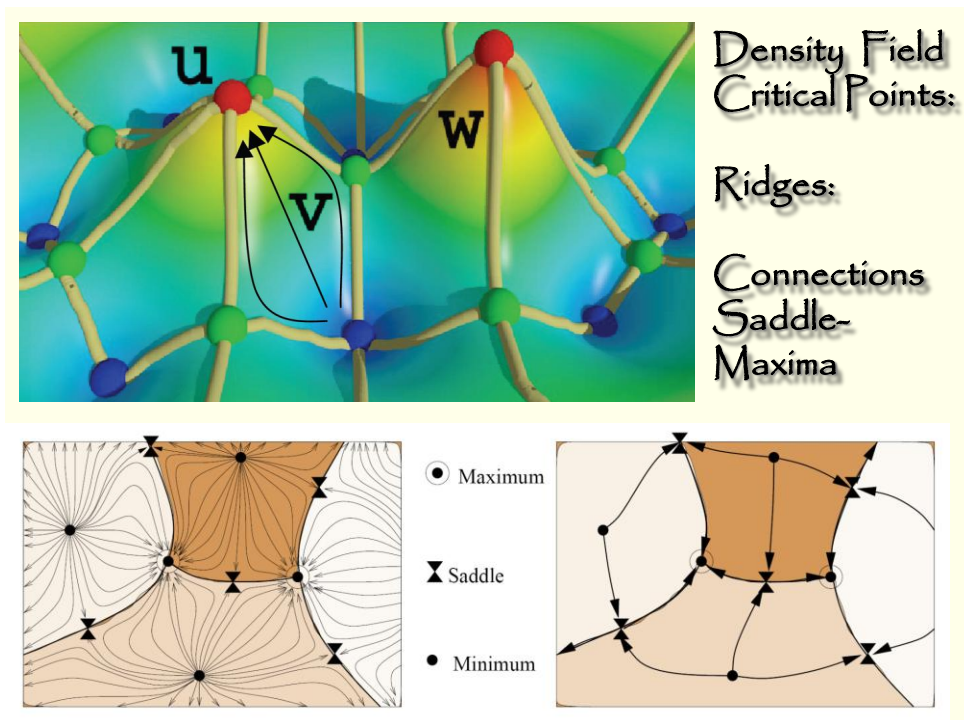 u
w
v
Density Field
Critical Points:
Ridges:
Connections
Saddle-
Maxima
Maximum
Saddle
Minimum